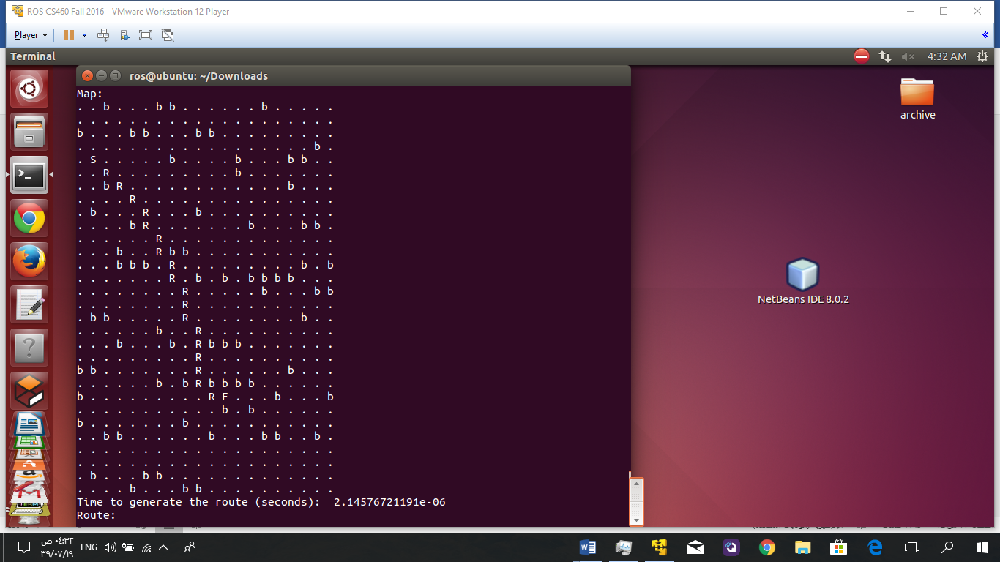 ROS CS460 Fall 2016 - VMware Workstation 12 Player
Player
Terminal
4:32 AM
ros@ubuntu: ~/Downloads
Map:
. . b . . . b b . . . . . . b . . . . .
. . . . . . . . . . . . . . . . . . . .
b . . . b b . . . b b . . . . . . . . .
. . . . . . . . . . . . . . . . . . b .
. S . . . . . b . . . . b . . . b b . .
. . R . . . . . . . . . b . . . . . . .
. . b R . . . . . . . . . . . . b . . .
. . . . R . . . . . . . . . . . . . . .
. b . . . R . . . b . . . . . . . . . .
. . . . b R . . . . . . . b . . . b b .
. . . . . . R . . . . . . . . . . . . .
. . . b . . R b b . . . . . . . . . . .
. . . b b b . R . . . . . . . . . b . b
. . . . . . . R . b . b . b b b b . . .
. . . . . . . . R . . . . . b . . . b b
. . . . . . . . R . . . . . . . . . . .
. b b . . . . . R . . . . . . . . b . .
. . . . . . b . . R . . . . . . . . . .
. . . b . . . b . R b b b . . . . . . .
. . . . . . . . . R . . . . . . . . . .
b b . . . . . . . R . . . . . . b . . .
. . . . . . b . b R b b b b . . . . . .
b . . . . . . . . . R F . . . b . . . b
. . . . . . . . . . . b . b . . . . . .
b . . . . . . . b . . . . . . . . . . .
. . b b . . . . . . b . . . b b . . b .
. . . . . . . . . . . . . . . . . . . .
. . . . . . . . . . . . . . . . . . . .
. b . . . b b . . . . . . . . . . . . .
. . . . b . . . b b . . . . . . . . . .
Time to generate the route (seconds):  2.14576721191e-06
Route:
archive
NetBeans IDE 8.0.2
ENG
٠٤:٣٢ ص
٣٩/٠٧/١٩